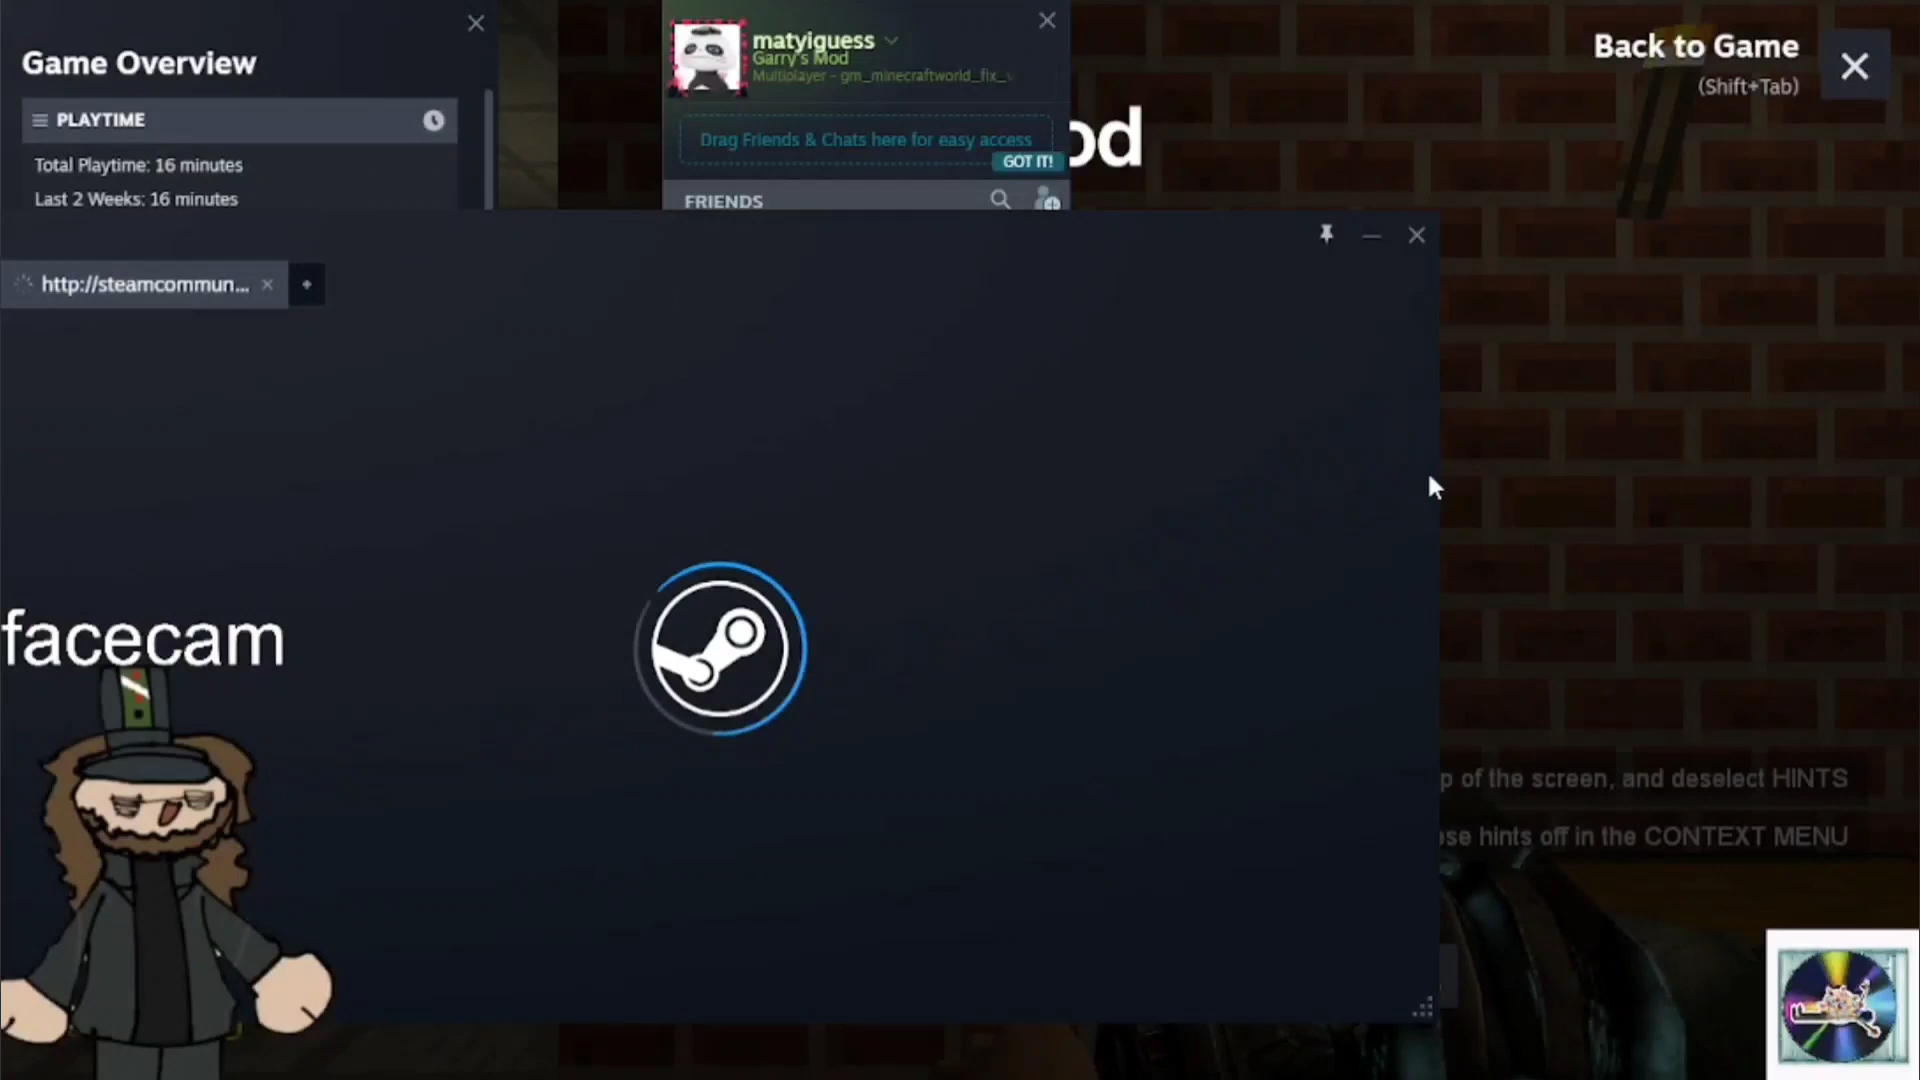 Game Overview
PLAYTIME
Total Playtime: 16 minutes
Last 2 Weeks: 16 minutes
matyiguess
Garry's Mod
Multiplayer - gm_minecraftworld_fix_
Drag Friends & Chats here for easy access
GOT IT!
FRIENDS
od
Back to Game
(Shift+Tab)
http://steamcommun...
facecam
p of the screen, and deselect HINTS
se hints off in the CONTEXT MENU